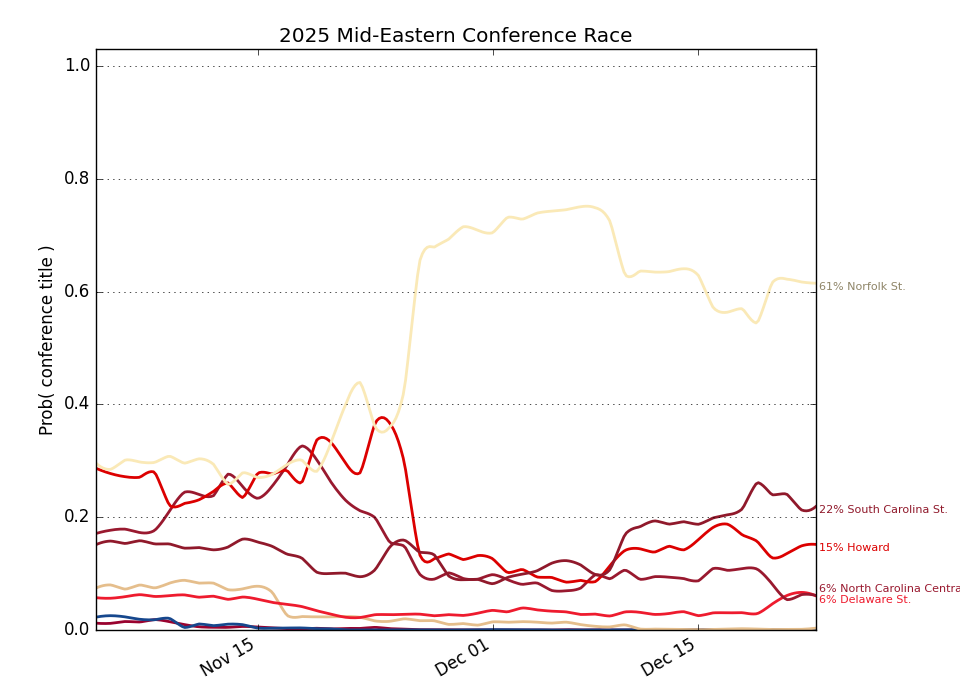 2025 Mid-Eastern Conference Race
Prob( conference title )
1.0
0.8
0.6
0.4
0.2
0.0
Nov 15
Dec 01
Dec 15
61% Norfolk St.
22% South Carolina St.
15% Howard
6% North Carolina Centra
6% Delaware St.